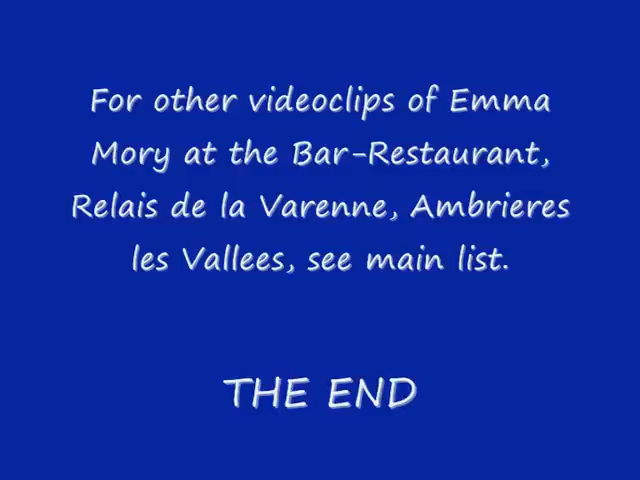 For other videoclips of Emma
Mory at the Bar-Restaurant,
Relais de la Varenne, Ambrieres
les Vallees, see main list.
THE END